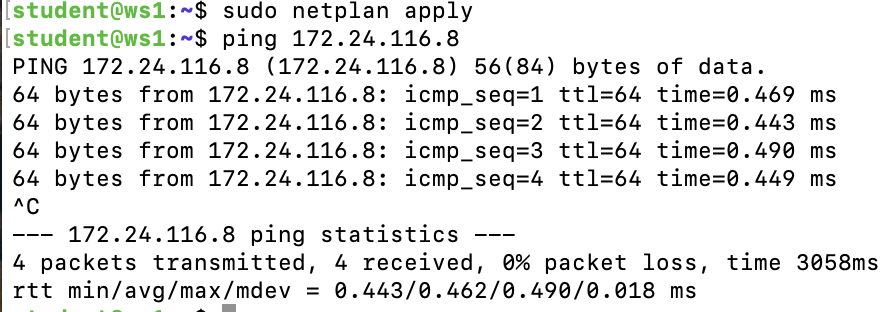 [student@ws1:~$ sudo netplan apply
[student@ws1:~$ ping 172.24.116.8
PING 172.24.116.8 (172.24.116.8) 56(84) bytes of data.
64 bytes from 172.24.116.8: icmp_seq=1 ttl=64 time=0.469 ms
64 bytes from 172.24.116.8: icmp_seq=2 ttl=64 time=0.443 ms
64 bytes from 172.24.116.8: icmp_seq=3 ttl=64 time=0.490 ms
64 bytes from 172.24.116.8: icmp_seq=4 ttl=64 time=0.449 ms
^C
--- 172.24.116.8 ping statistics ---
4 packets transmitted, 4 received, 0% packet loss, time 3058ms
rtt min/avg/max/mdev = 0.443/0.462/0.490/0.018 ms